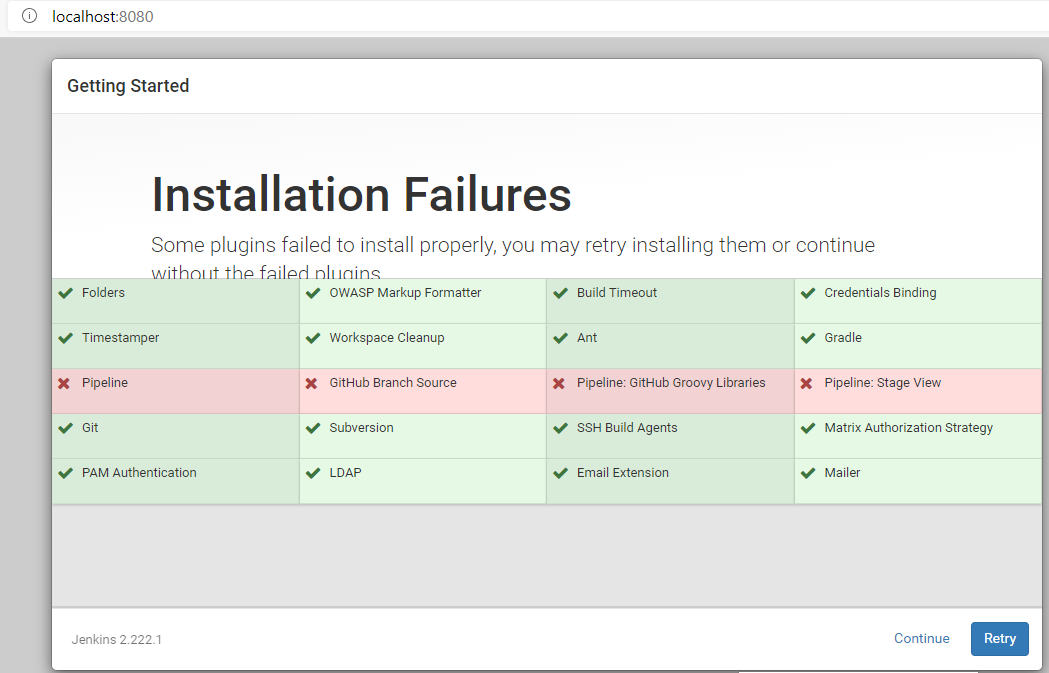 localhost:8080
Getting Started
Installation Failures
Some plugins failed to install properly, you may retry installing them or continue
without the failed plugins
Folders OWASP Markup Formatter Build Timeout Credentials Binding
Timestamper Workspace Cleanup Ant Gradle
Pipeline GitHub Branch Source Pipeline: GitHub Groovy Libraries Pipeline: Stage View
Git Subversion SSH Build Agents Matrix Authorization Strategy
PAM Authentication LDAP Email Extension Mailer
Jenkins 2.222.1 Continue Retry